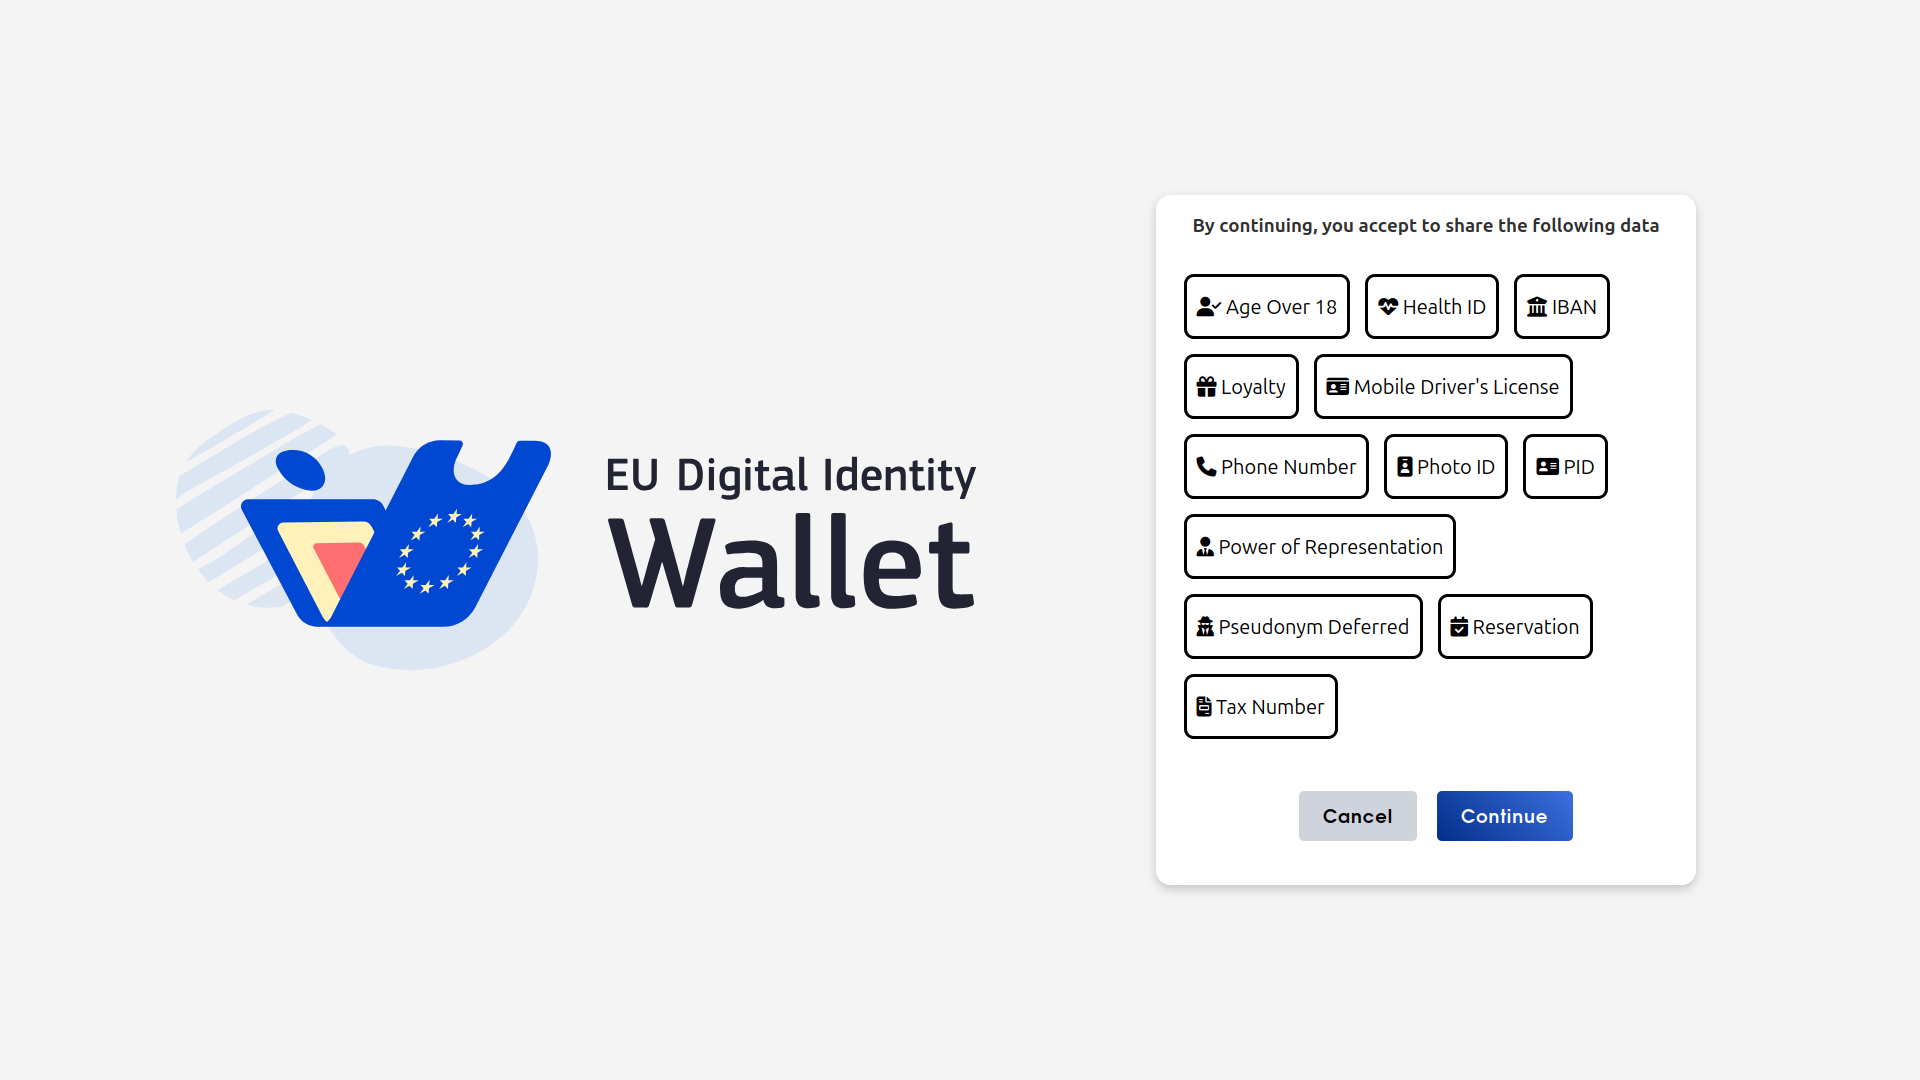 EU Digital Identity
Wallet
By continuing, you accept to share the following data
Age Over 18
Health ID
IBAN
Loyalty
Mobile Driver's License
Phone Number
Photo ID
PID
Power of Representation
Pseudonym Deferred
Reservation
Tax Number
Cancel
Continue